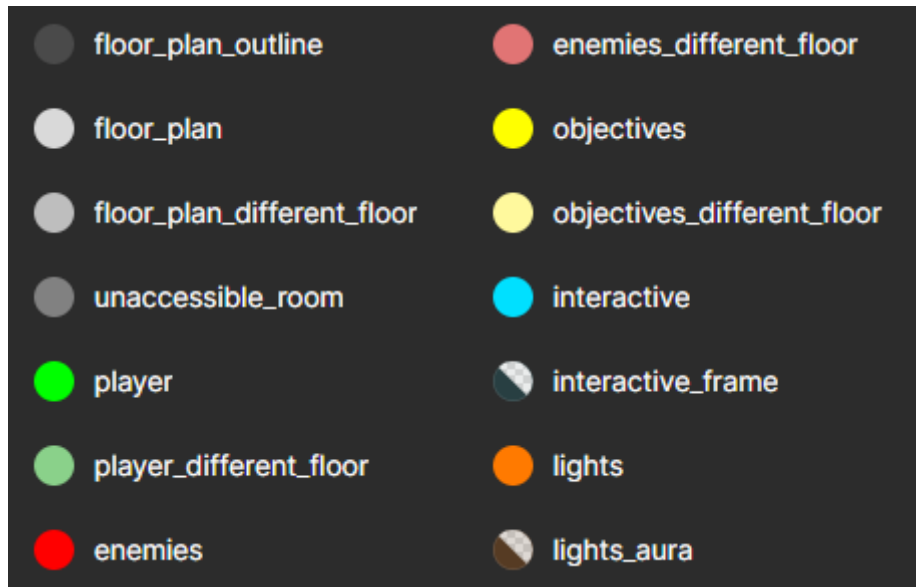 floor_plan_outline
floor_plan
floor_plan_different_floor
unaccessible_room
player
player_different_floor
enemies
enemies_different_floor
objectives
objectives_different_floor
interactive
interactive_frame
lights
lights_aura